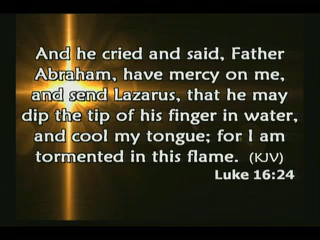 And he cried and said, Father
Abraham, have mercy on me,
and send Lazarus, that he may
dip the tip of his finger in water,
and cool my tongue; for I am
tormented in this flame. (KJV)
Luke 16:24